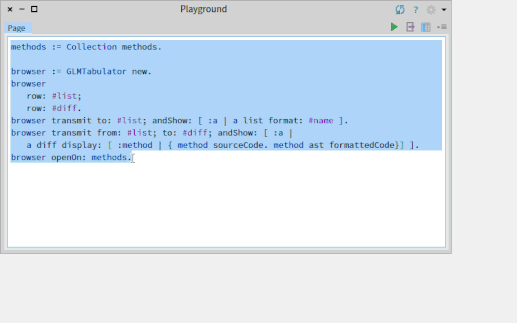 Playground
?
Page
methods := Collection methods.
browser := GLMTabulator new.
browser
row: #list;
row: #diff.
browser transmit to: #list; andShow: [ :a | a list format: #name ].
browser transmit from: #list; to: #diff; andShow: [ :a |
a diff display: [ :method | { method sourceCode. method ast formattedCode}] ].
browser openOn: methods.